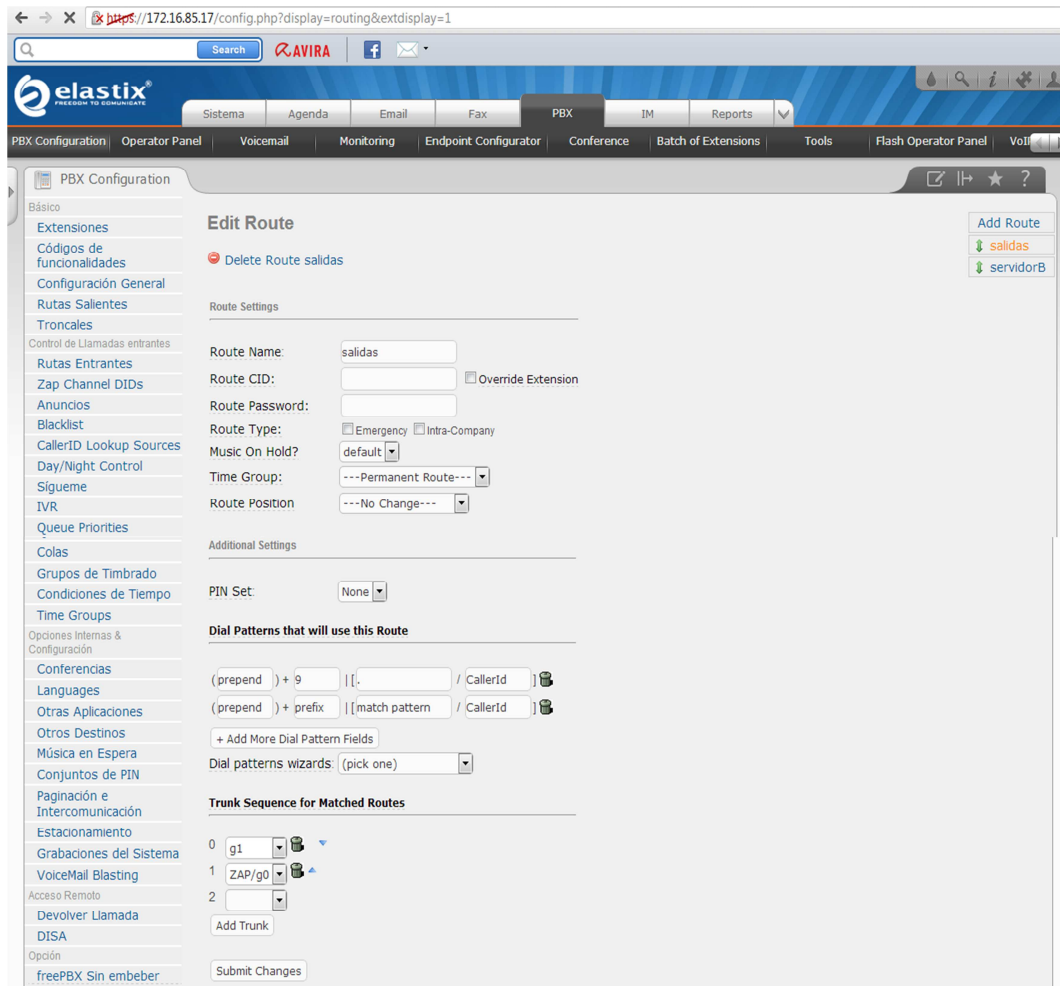 https://172.16.85.17/config.php?display=routing&extdisplay=1
Search AVIRA
elastix®
FREEDOM TO COMUNICATE
Sistema Agenda Email Fax PBX IM Reports
PBX Configuration Operator Panel Voicemail Monitoring Endpoint Configurator Conference Batch of Extensions Tools Flash Operator Panel VoIP
PBX Configuration
Básico
Extensiones
Códigos de
funcionalidades
Configuración General
Rutas Salientes
Troncales
Control de Llamadas entrantes
Rutas Entrantes
Zap Channel DIDs
Anuncios
Blacklist
CallerID Lookup Sources
Day/Night Control
Sígueme
IVR
Queue Priorities
Colas
Grupos de Timbrado
Condiciones de Tiempo
Time Groups
Opciones Internas &
Configuración
Conferencias
Languages
Otras Aplicaciones
Otros Destinos
Música en Espera
Conjuntos de PIN
Paginación e
Intercomunicación
Estacionamiento
Grabaciones del Sistema
VoiceMail Blasting
Acceso Remoto
Devolver Llamada
DISA
Opción
freePBX Sin embeber
Edit Route
Delete Route salidas
Route Settings
Route Name: salidas
Route CID: Override Extension
Route Password:
Route Type: Emergency Intra-Company
Music On Hold? default
Time Group: ---Permanent Route---
Route Position ---No Change---
Additional Settings
PIN Set: None
Dial Patterns that will use this Route
(prepend ) + 9 |[. / CallerId ]
(prepend ) + prefix |[match pattern / CallerId ]
+ Add More Dial Pattern Fields
Dial patterns wizards: (pick one)
Trunk Sequence for Matched Routes
0 g1
1 ZAP/g0
2
Add Trunk
Submit Changes
Add Route
salidas
servidorB